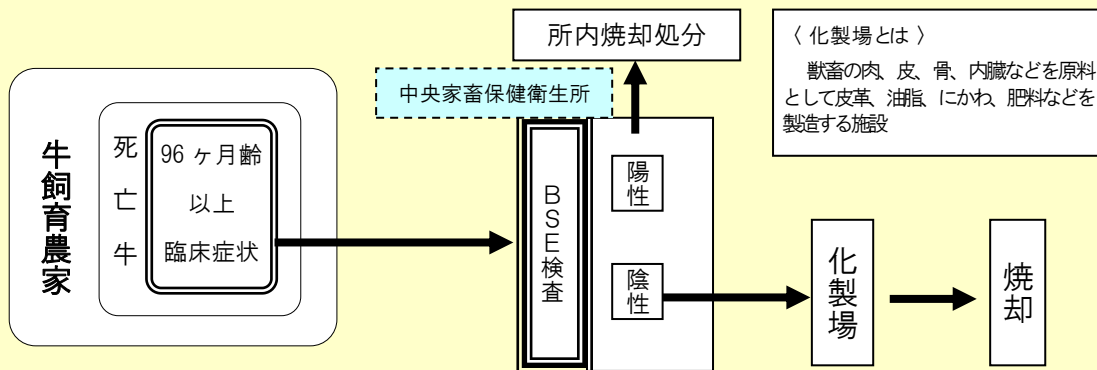 牛飼育農家
死亡牛
96 ヶ月齢
以上
臨床症状
中央家畜保健衛生所
所内焼却処分
BSE検査
陽性
陰性
化製場
焼却
〈 化製場とは 〉
獣畜の肉、皮、骨、内臓などを原料
として皮革、油脂、にかわ、肥料などを
製造する施設